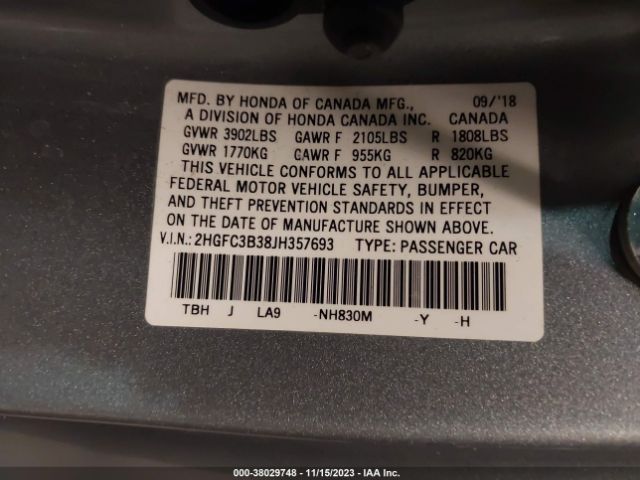 MFD. BY HONDA OF CANADA MFG., 09/'18
A DIVISION OF HONDA CANADA INC. CANADA
GVWR 3902LBS GAWR F 2105LBS R 1808LBS
GVWR 1770KG GAWR F 955KG R 820KG
THIS VEHICLE CONFORMS TO ALL APPLICABLE
FEDERAL MOTOR VEHICLE SAFETY, BUMPER,
AND THEFT PREVENTION STANDARDS IN EFFECT
ON THE DATE OF MANUFACTURE SHOWN ABOVE.
V.I.N.: 2HGFC3B38JH357693 TYPE: PASSENGER CAR
TBH J LA9 -NH830M -Y -H
000-38029748 - 11/15/2023 - IAA Inc.